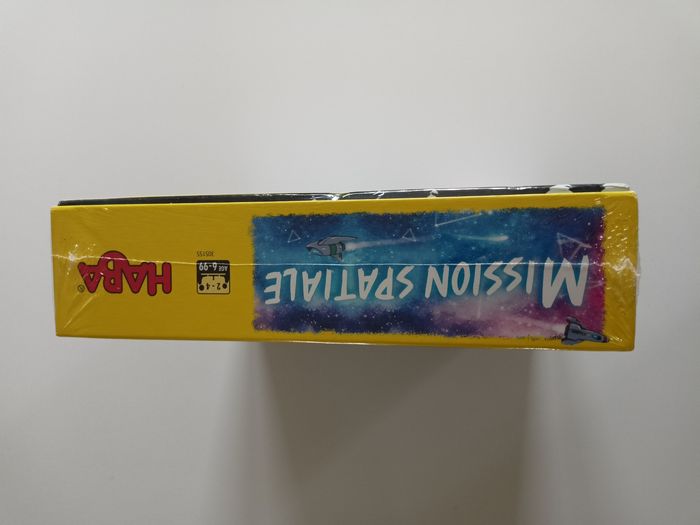 MISSION SPATIALE
305155
2 - 4
AGE 6-99
HABA®